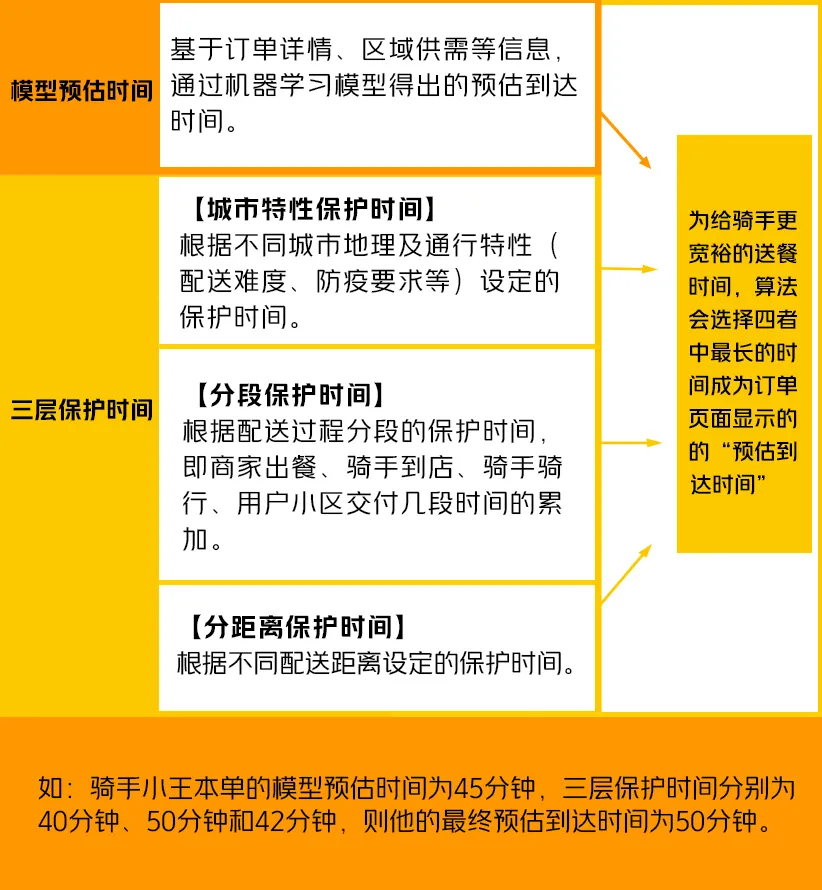 模型预估时间
基于订单详情、区域供需等信息，
通过机器学习模型得出的预估到达
时间。
三层保护时间
【城市特性保护时间】
根据不同城市地理及通行特性（
配送难度、防疫要求等）设定的
保护时间。
【分段保护时间】
根据配送过程分段的保护时间，
即商家出餐、骑手到店、骑手骑
行、用户小区交付几段时间的累
加。
【分距离保护时间】
根据不同配送距离设定的保护时间。
为给骑手更
宽裕的送餐
时间，算法
会选择四者
中最长的时
间成为订单
页面显示的
的“预估到
达时间”
如：骑手小王本单的模型预估时间为45分钟，三层保护时间分别为
40分钟、50分钟和42分钟，则他的最终预估到达时间为50分钟。